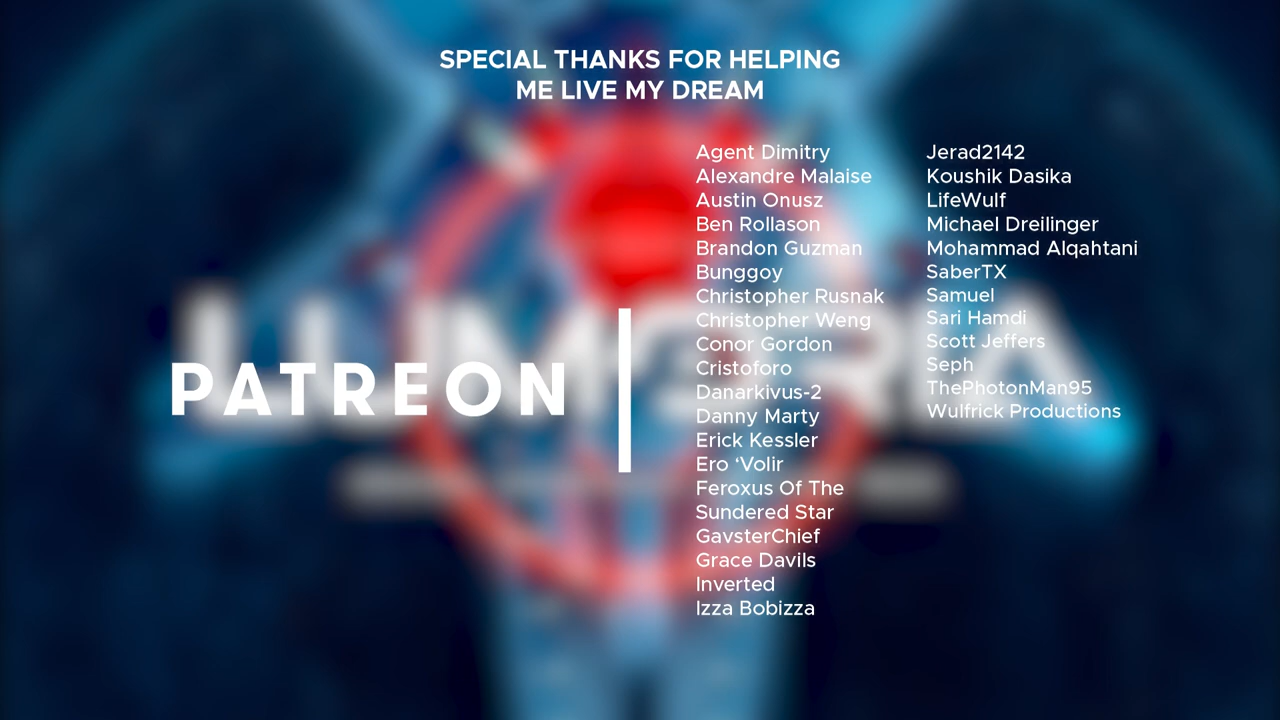 SPECIAL THANKS FOR HELPING
ME LIVE MY DREAM
PATREON
Agent Dimitry
Alexandre Malaise
Austin Onusz
Ben Rollason
Brandon Guzman
Bunggoy
Christopher Rusnak
Christopher Weng
Conor Gordon
Cristoforo
Danarkivus-2
Danny Marty
Erick Kessler
Ero ‘Volir
Feroxus Of The
Sundered Star
GavsterChief
Grace Davils
Inverted
Izza Bobizza
Jerad2142
Koushik Dasika
LifeWulf
Michael Dreilinger
Mohammad Alqahtani
SaberTX
Samuel
Sari Hamdi
Scott Jeffers
Seph
ThePhotonMan95
Wulfrick Productions